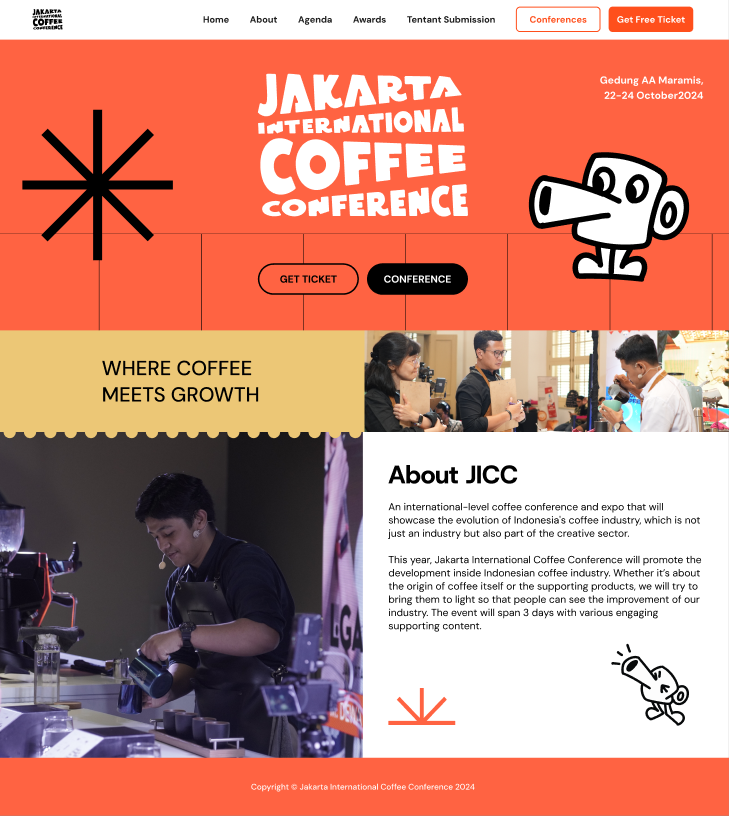 JAKARTA
INTERNATIONAL
COFFEE
CONFERENCE
Home About Agenda Awards Tentant Submission Conferences Get Free Ticket
Gedung AA Maramis,
22-24 October2024
JAKARTA
INTERNATIONAL
COFFEE
CONFERENCE
GET TICKET CONFERENCE
WHERE COFFEE
MEETS GROWTH
About JICC
An international-level coffee conference and expo that will
showcase the evolution of Indonesia's coffee industry, which is not
just an industry but also part of the creative sector.
This year, Jakarta International Coffee Conference will promote the
development inside Indonesian coffee industry. Whether it's about
the origin of coffee itself or the supporting products, we will try to
bring them to light so that people can see the improvement of our
industry. The event will span 3 days with various engaging
supporting content.
Copyright © Jakarta International Coffee Conference 2024